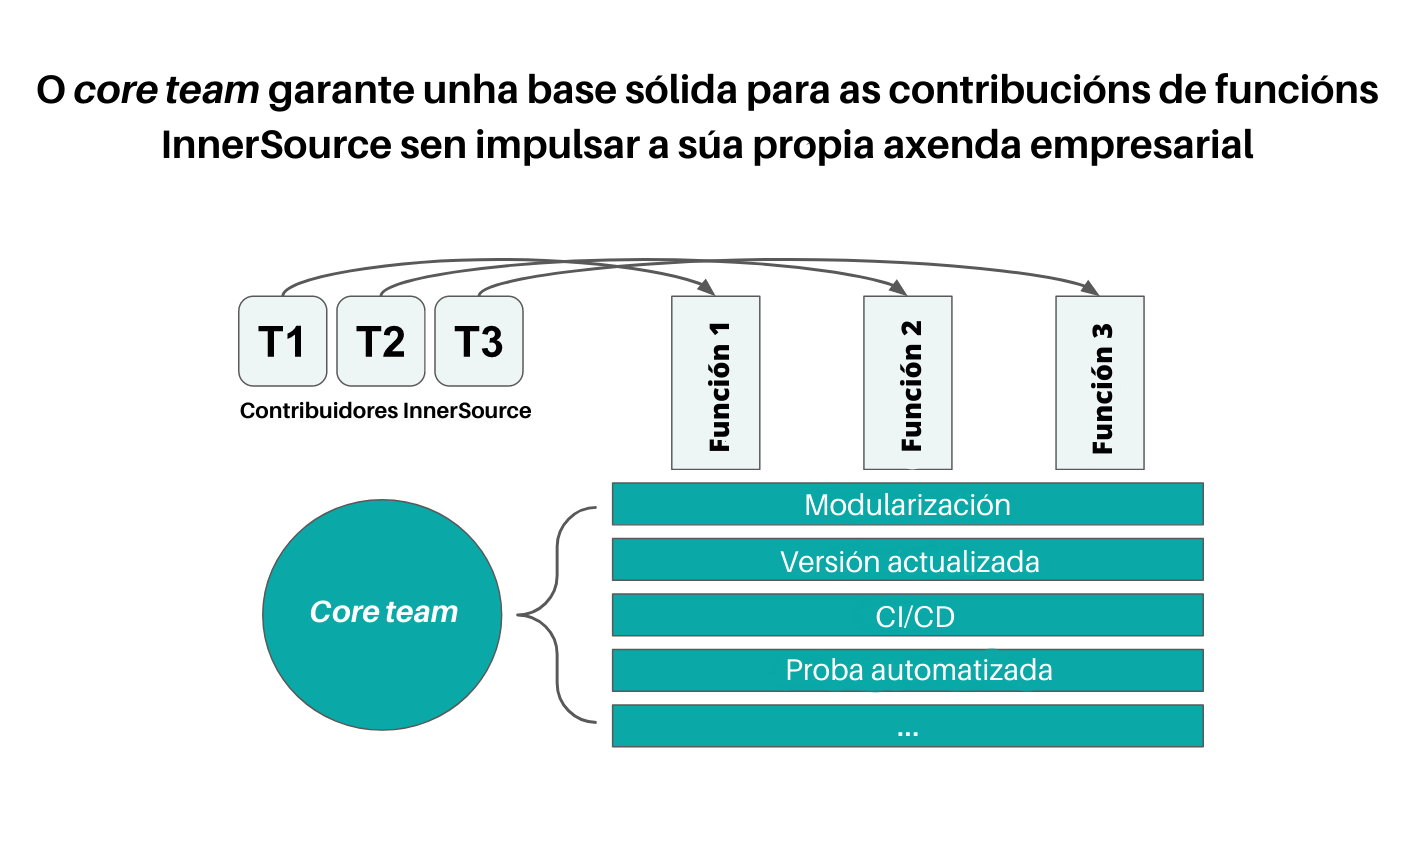 O core team garante unha base sólida para as contribucións de funcións
InnerSource sen impulsar a súa propia axenda empresarial
T1
T2
T3
Contribuidores InnerSource
Función 1
Función 2
Función 3
Core team
Modularización
Versión actualizada
CI/CD
Proba automatizada
...